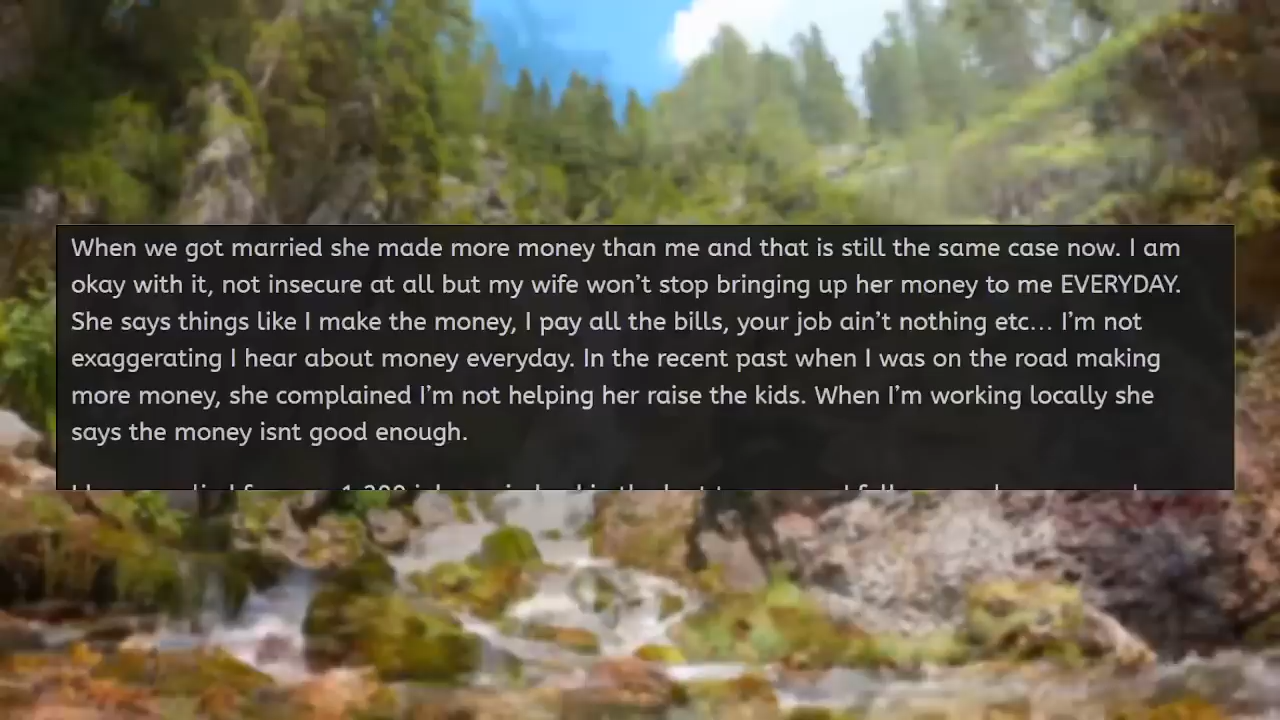 When we got married she made more money than me and that is still the same case now. I am
okay with it, not insecure at all but my wife won't stop bringing up her money to me EVERYDAY.
She says things like I make the money, I pay all the bills, your job ain't nothing etc... I'm not
exaggerating I hear about money everyday. In the recent past when I was on the road making
more money, she complained I'm not helping her raise the kids. When I'm working locally she
says the money isnt good enough.